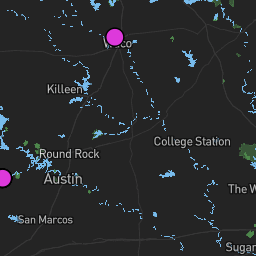 Waco
Killeen
College Station
Round Rock
Austin
The W
San Marcos
Sugar